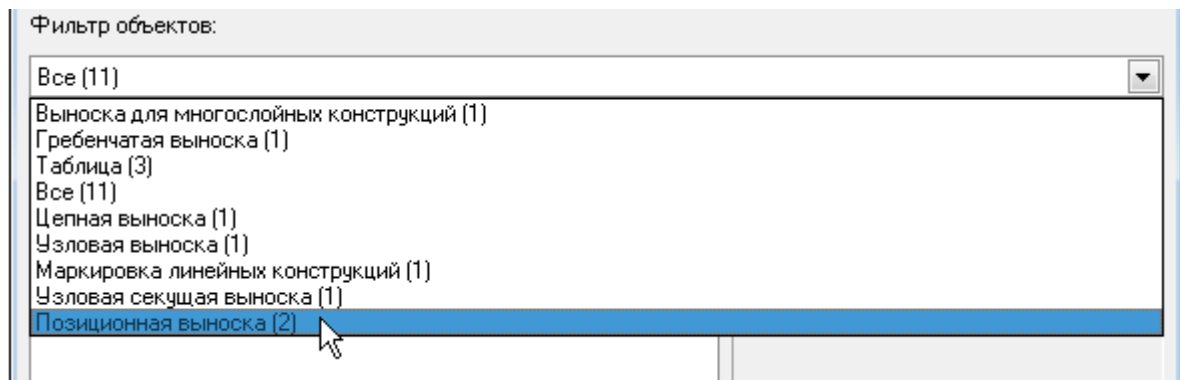 Фильтр объектов:
Все (11)
Выноска для многослойных конструкций (1)
Гребенчатая выноска (1)
Таблица (3)
Все (11)
Цепная выноска (1)
Узловая выноска (1)
Маркировка линейных конструкций (1)
Узловая секущая выноска (1)
Позиционная выноска (2)